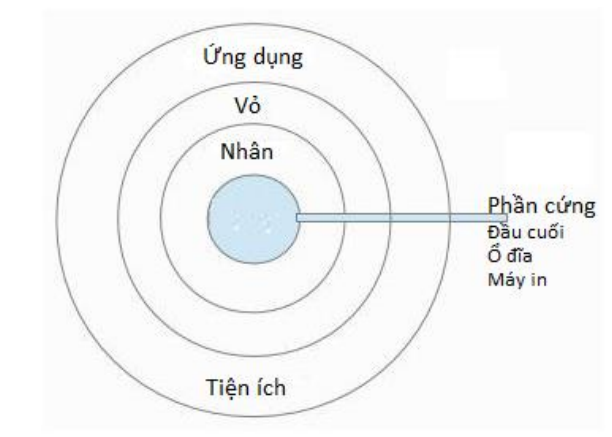 Ứng dụng
Vỏ
Nhân
Phần cứng
Đầu cuối
Ổ đĩa
Máy in
Tiện ích